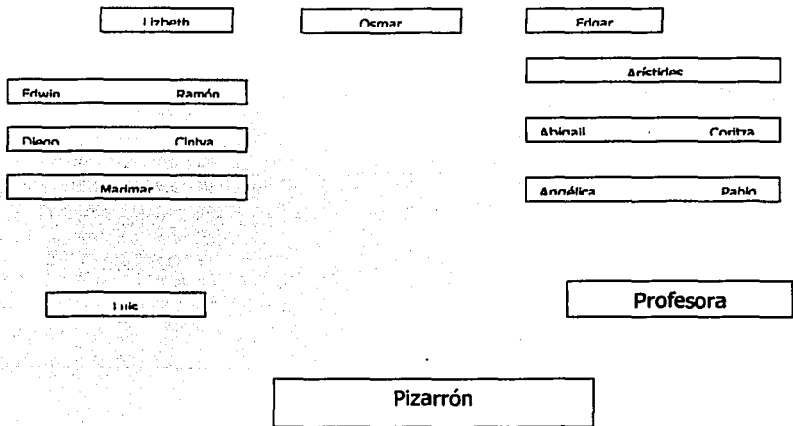 Lizbeth Osmar Edgar
Arístides
Edwin Ramón
Diego Cintya
Abigail Coritza
Marimar
Angélica Pablo
Luis Profesora
Pizarrón